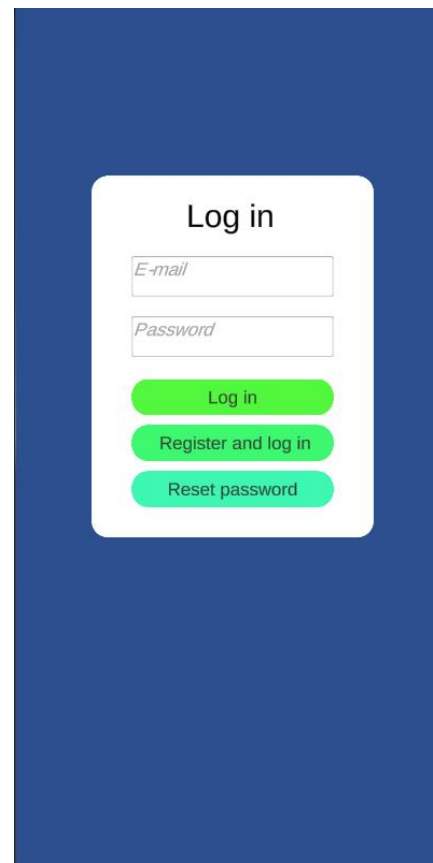 Log in
E-mail
Password
Log in
Register and log in
Reset password